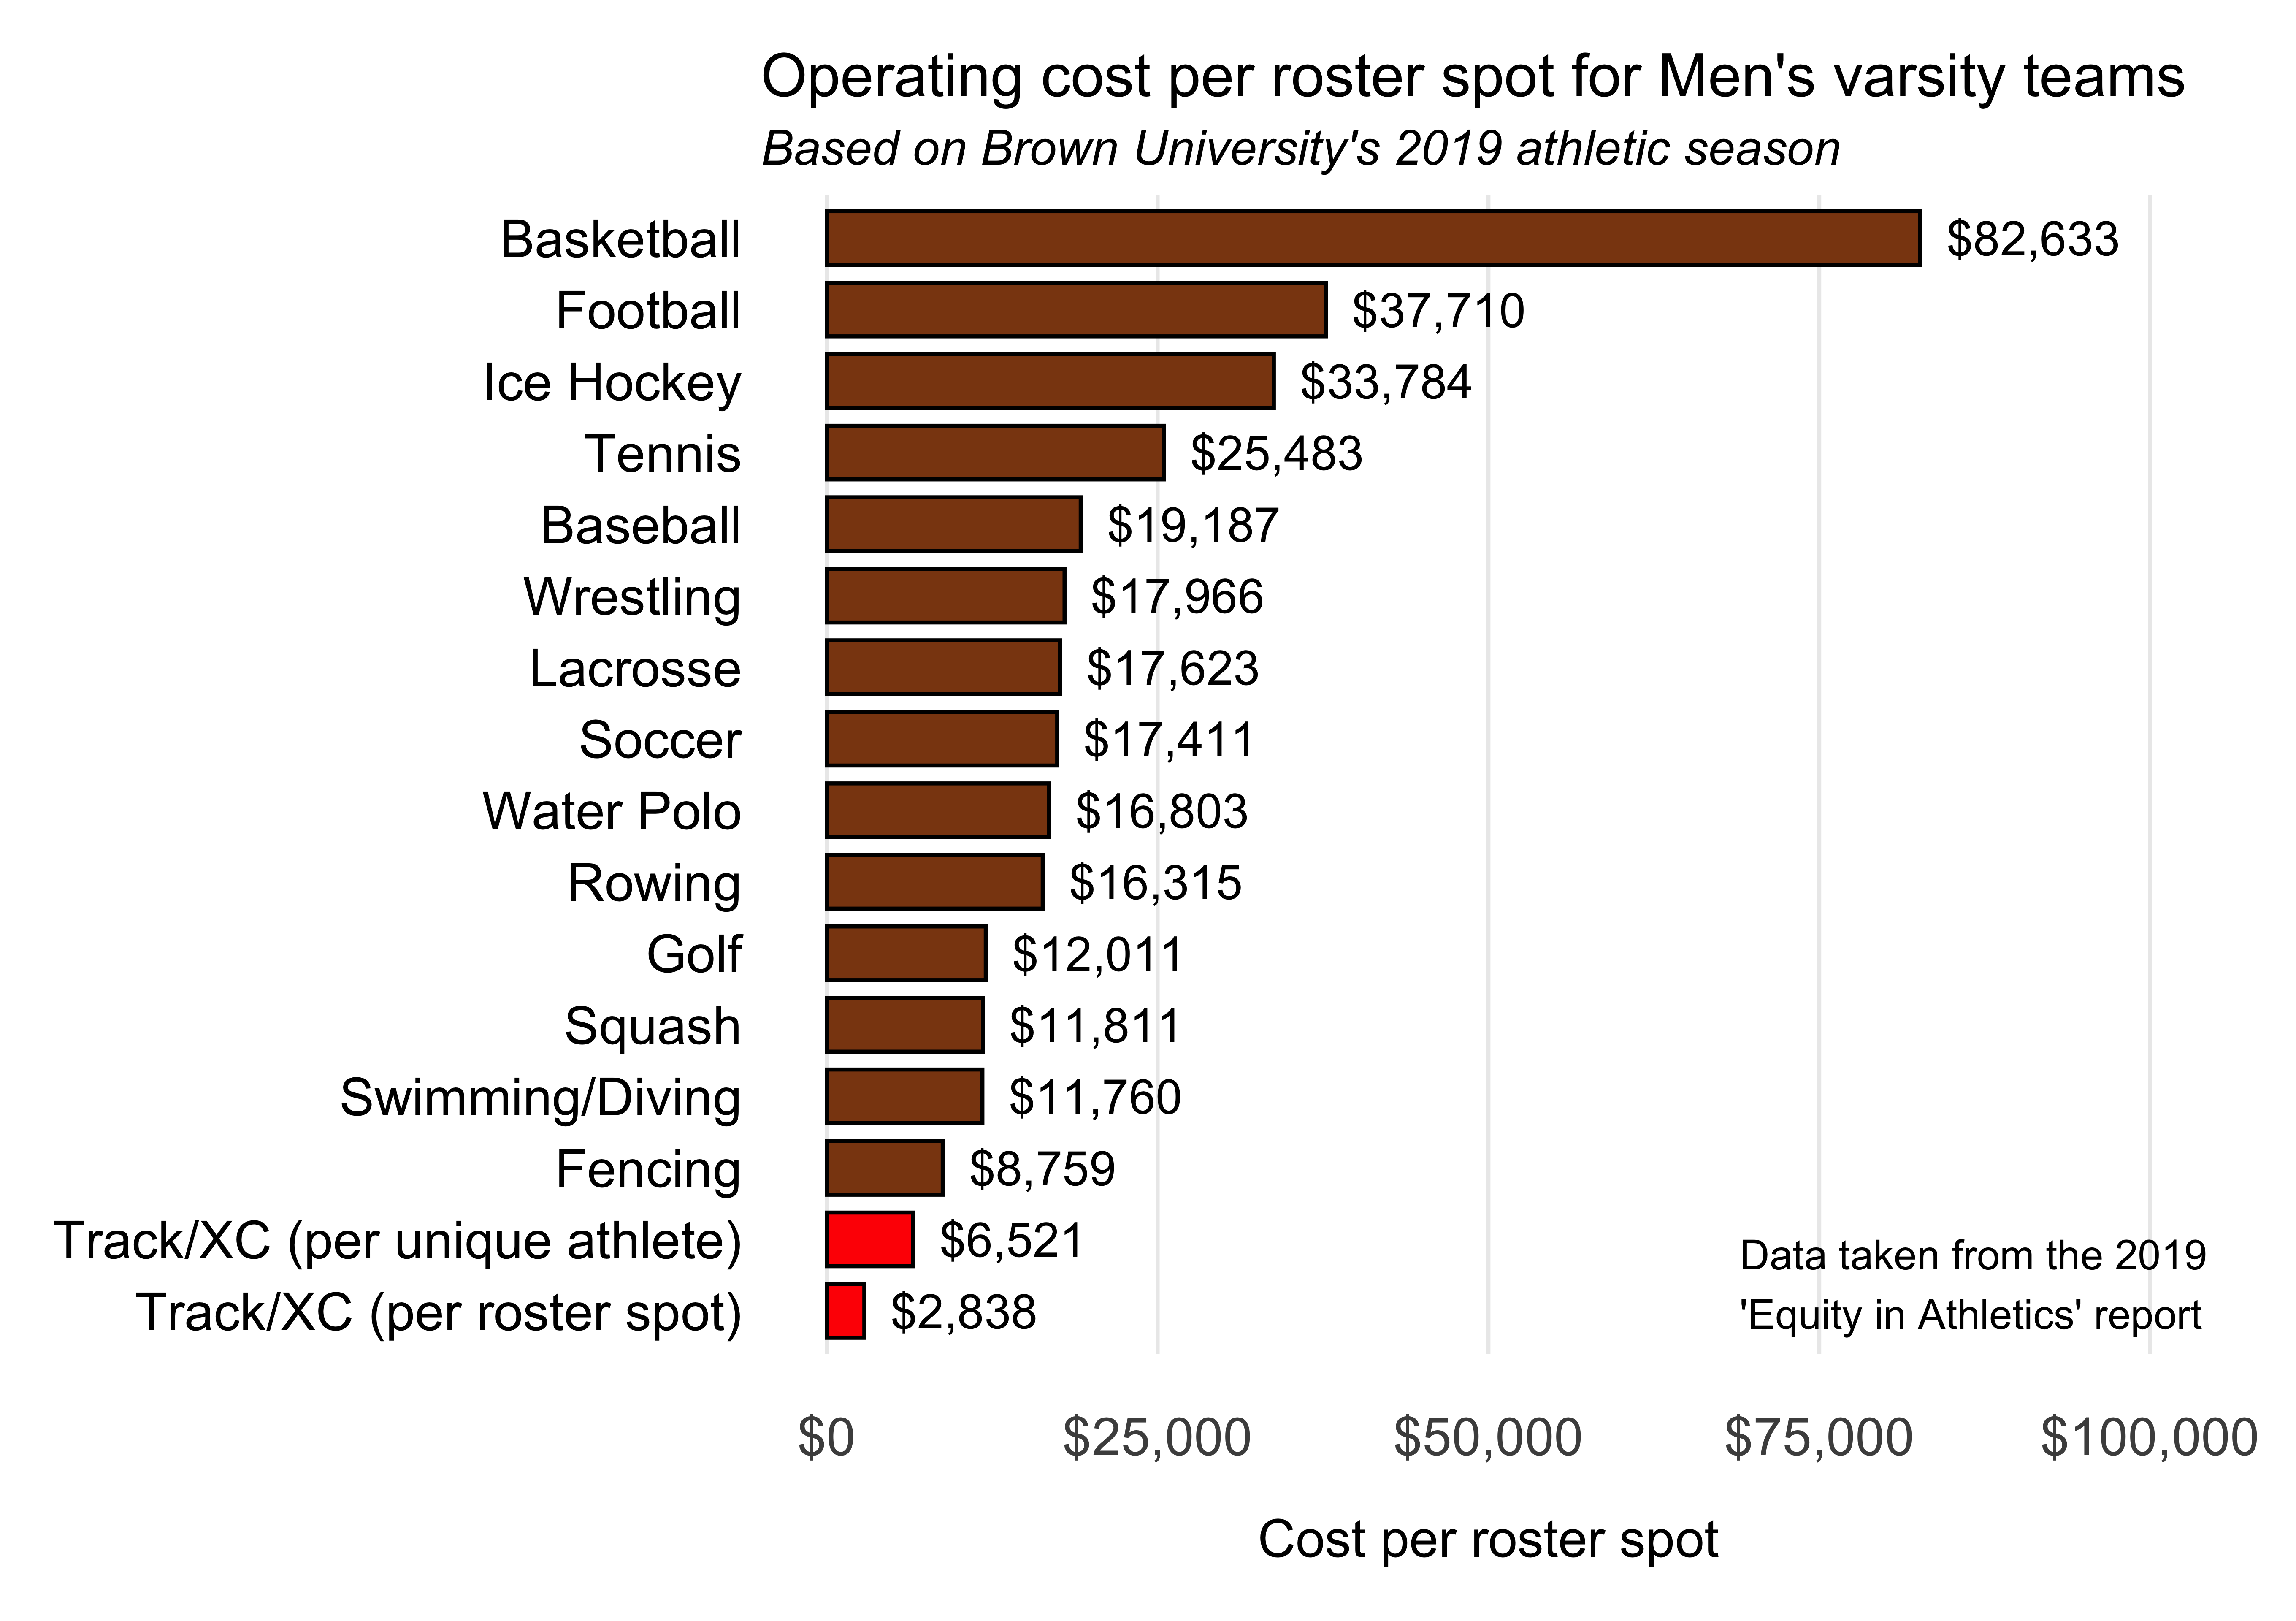 Operating cost per roster spot for Men's varsity teams
Based on Brown University's 2019 athletic season
Basketball $82,633
Football $37,710
Ice Hockey $33,784
Tennis $25,483
Baseball $19,187
Wrestling $17,966
Lacrosse $17,623
Soccer $17,411
Water Polo $16,803
Rowing $16,315
Golf $12,011
Squash $11,811
Swimming/Diving $11,760
Fencing $8,759
Track/XC (per unique athlete) $6,521
Track/XC (per roster spot) $2,838
Data taken from the 2019
'Equity in Athletics' report
$0 $25,000 $50,000 $75,000 $100,000
Cost per roster spot